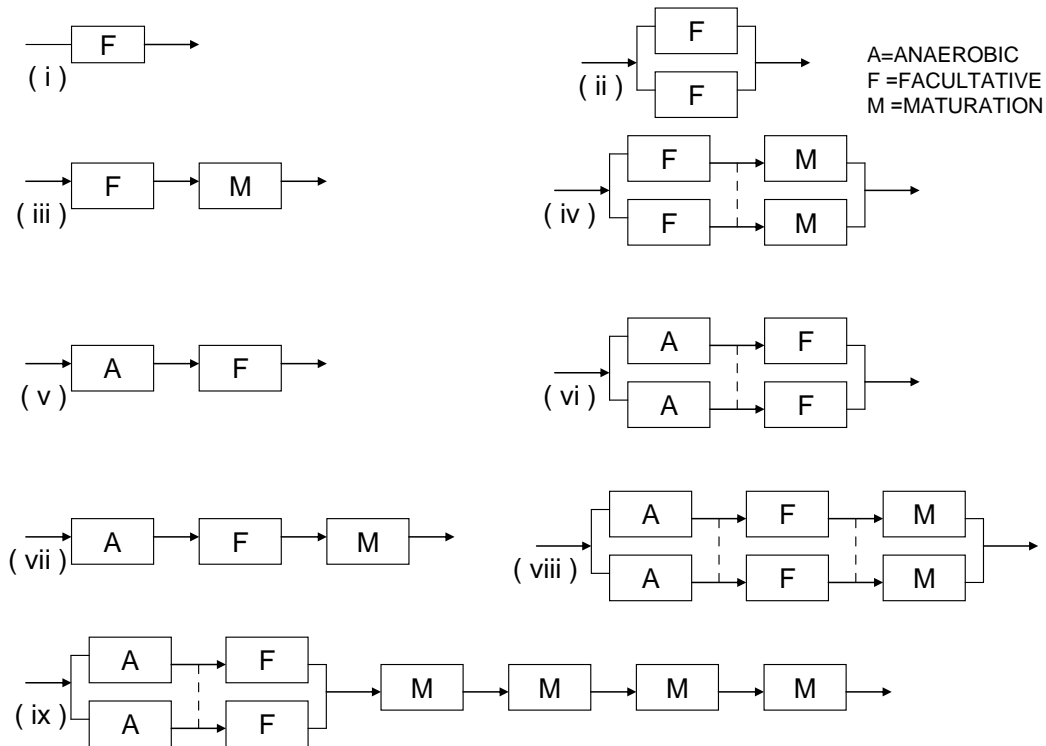 F
( i )
F
F
( ii )
A=ANAEROBIC
F =FACULTATIVE
M =MATURATION
F M
( iii )
F M
F M
( iv )
A F
( v )
A F
A F
( vi )
A F M
( vii )
A F M
A F M
( viii )
A F
A F
M M M M
( ix )